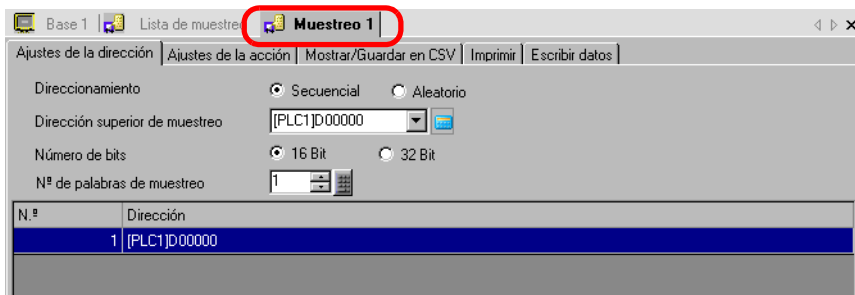 Base 1 Lista de muestreo Muestreo 1
Ajustes de la dirección Ajustes de la acción Mostrar/Guardar en CSV Imprimir Escribir datos
Direccionamiento Secuencial Aleatorio
Dirección superior de muestreo [PLC1]D00000
Número de bits 16 Bit 32 Bit
Nº de palabras de muestreo 1
N.º Dirección
1 [PLC1]D00000